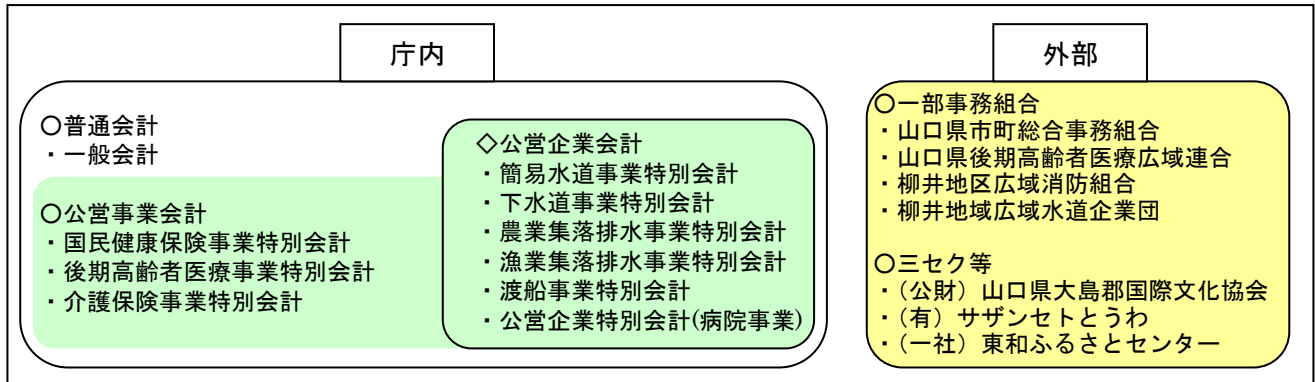 庁内
〇普通会計
・一般会計
〇公営事業会計
・国民健康保険事業特別会計
・後期高齢者医療事業特別会計
・介護保険事業特別会計
◇公営企業会計
・簡易水道事業特別会計
・下水道事業特別会計
・農業集落排水事業特別会計
・漁業集落排水事業特別会計
・渡船事業特別会計
・公営企業特別会計(病院事業)
外部
〇一部事務組合
・山口県市町総合事務組合
・山口県後期高齢者医療広域連合
・柳井地区広域消防組合
・柳井地域広域水道企業団
〇三セク等
・（公財）山口県大島郡国際文化協会
・（有）サザンセトとうわ
・（一社）東和ふるさとセンター